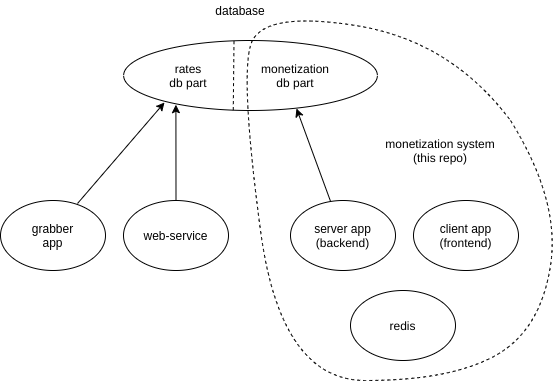 database
rates
db part
monetization
db part
monetization system
(this repo)
grabber
app
web-service
server app
(backend)
client app
(frontend)
redis